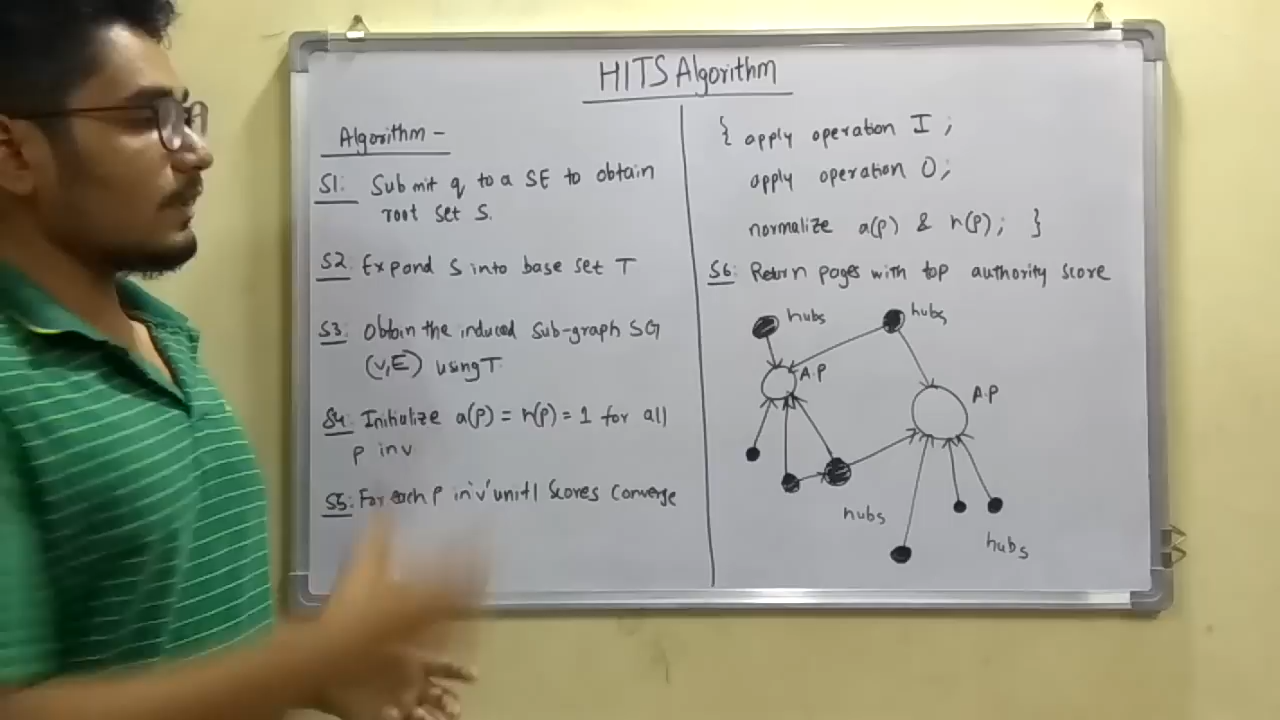 HITS Algorithm
Algorithm -
S1: Submit q to a SE to obtain
root set S.
S2: Expand S into base set T
S3: Obtain the induced Sub-graph SG
(V,E) using T
S4: Initialize a(p) = h(p) = 1 for all
p in v
S5: For each p in 'v' unitl Scores Converge
{ apply operation I ;
apply operation O;
normalize a(p) & h(p); }
S6: Return pages with top authority score
hubs
hubs
A.P
A.P
hubs
hubs